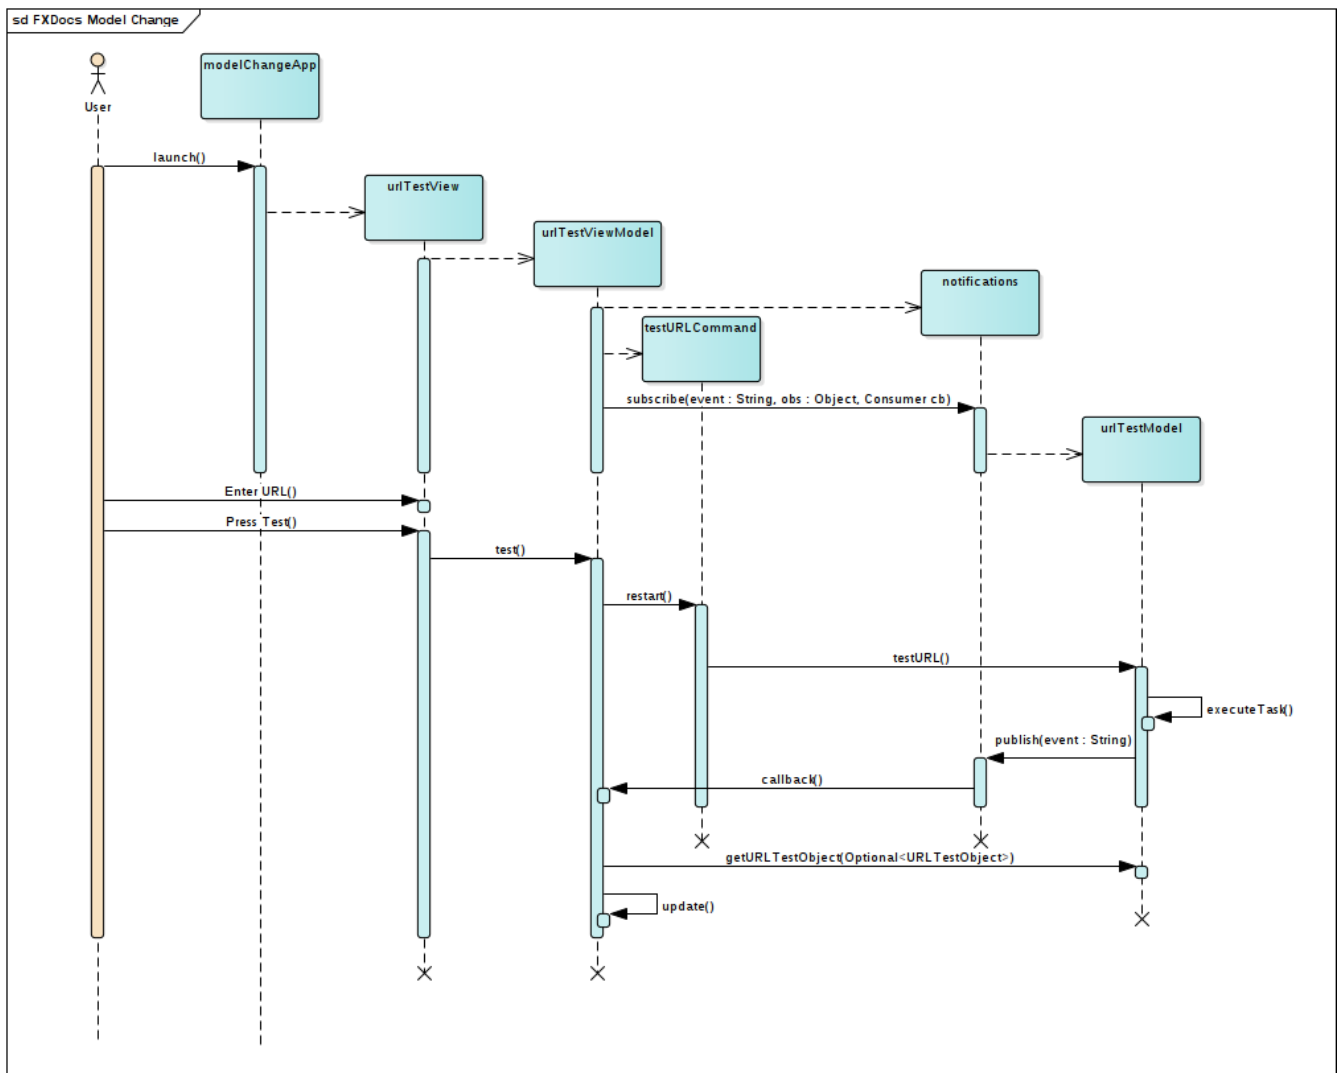 sd FXDocs Model Change
modelChangeApp
User
launch()
urlTestView
urlTestViewModel
notifications
testURLCommand
subscribe(event : String, obs : Object, Consumer cb)
urlTestModel
Enter URL()
Press Test()
test()
restart()
testURL()
executeTask()
publish(event : String)
callback()
getURLTestObject(Optional<URLTestObject>)
update()